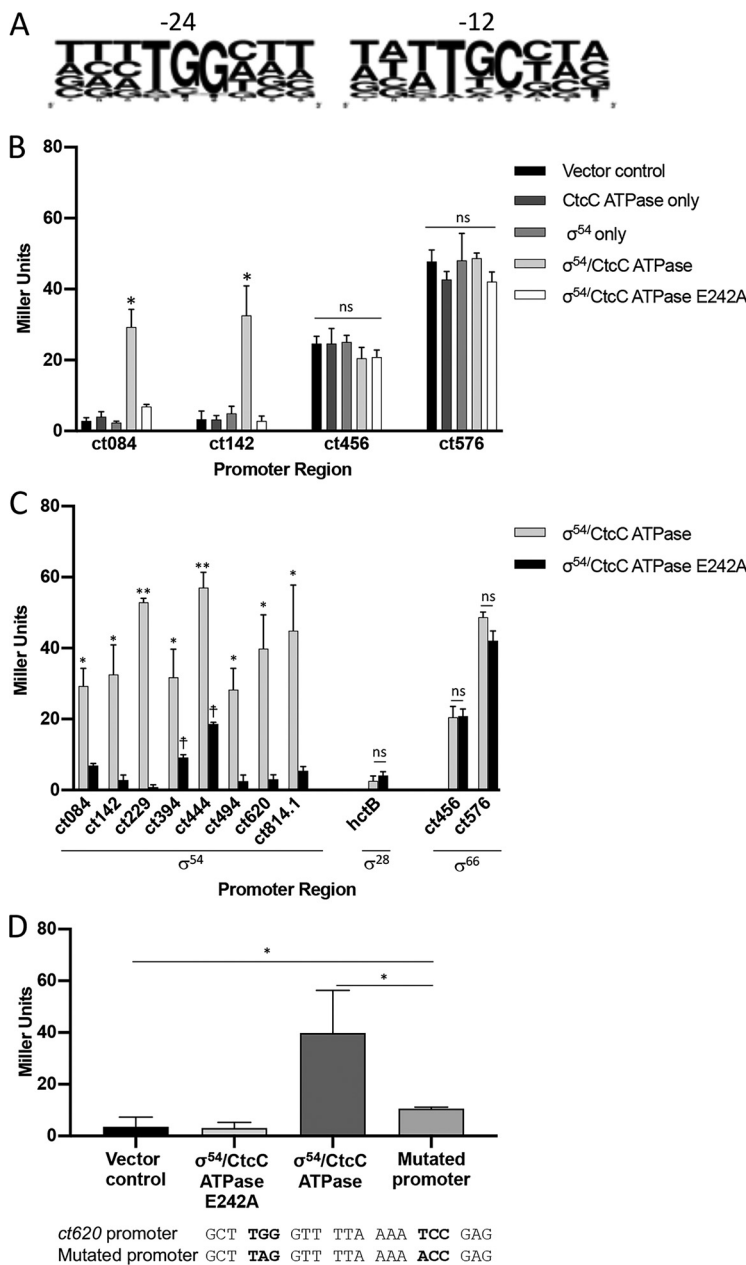 A
-24
-12
B
Miller Units
80
60
40
20
0
*
*
ns
ns
ct084 ct142 ct456 ct576
Promoter Region
Vector control
CtcC ATPase only
σ54 only
σ54/CtcC ATPase
σ54/CtcC ATPase E242A
C
Miller Units
80
60
40
20
0
* * ** * ** * * *
‡ ‡
ns
ns
ns
ct084 ct142 ct229 ct394 ct444 ct494 ct620 ct814.1 hctB ct456 ct576
σ54 σ28 σ66
Promoter Region
σ54/CtcC ATPase
σ54/CtcC ATPase E242A
D
Miller Units
80
60
40
20
0
*
*
Vector control
σ54/CtcC ATPase E242A
σ54/CtcC ATPase
Mutated promoter
ct620 promoter GCT TGG GTT TTA AAA TCC GAG
Mutated promoter GCT TAG GTT TTA AAA ACC GAG